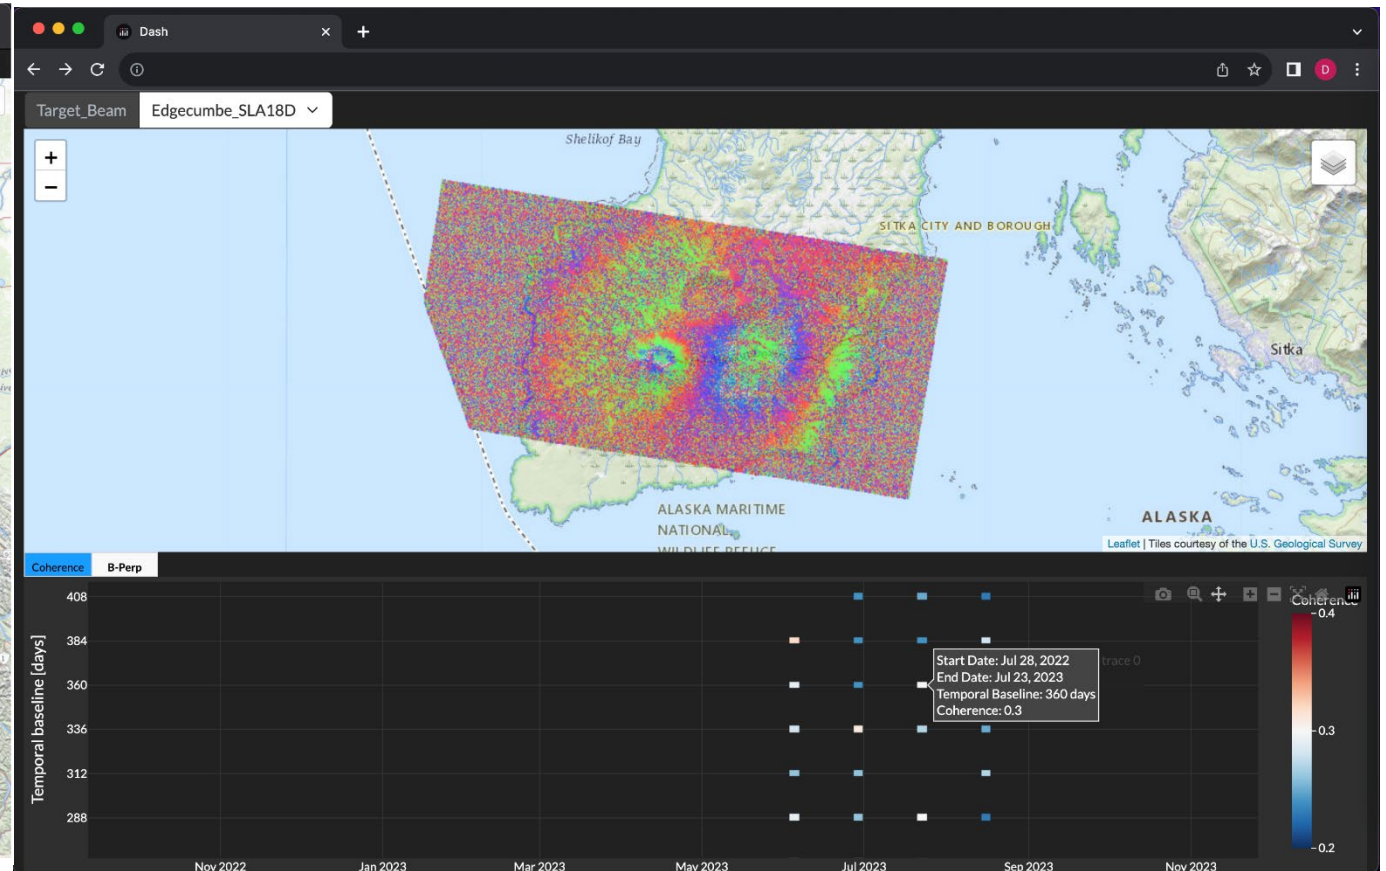 Dash
Target_Beam
Edgecumbe_SLA18D
+
−
Shelikof Bay
SITKA CITY AND BOROUGH
Sitka
ALASKA MARITIME
NATIONAL
WILDLIFE REFUGE
ALASKA
Leaflet | Tiles courtesy of the U.S. Geological Survey
Coherence
B-Perp
Temporal baseline [days]
408
384
360
336
312
288
Start Date: Jul 28, 2022
End Date: Jul 23, 2023
Temporal Baseline: 360 days
Coherence: 0.3
trace 0
Coherence
0.4
0.3
0.2
Nov 2022
Jan 2023
Mar 2023
May 2023
Jul 2023
Sep 2023
Nov 2023
D